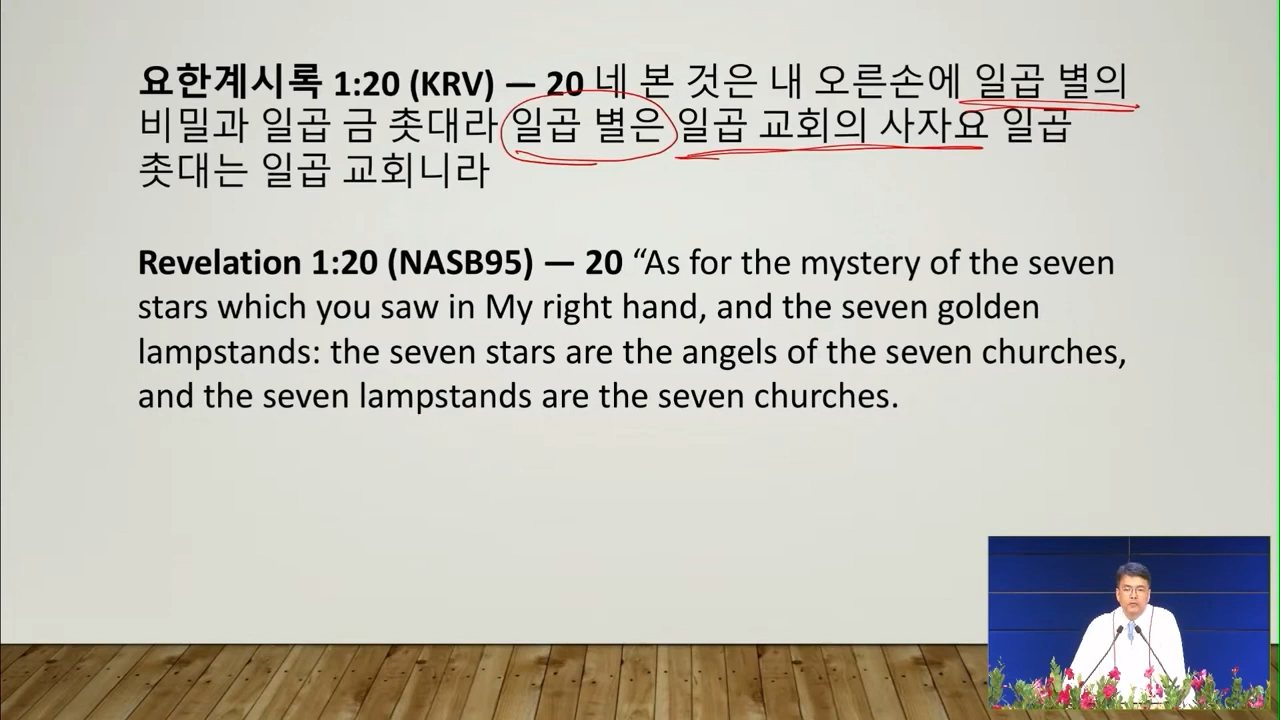 요한계시록 1:20 (KRV) — 20 네 본 것은 내 오른손에 일곱 별의
비밀과 일곱 금 촛대라 일곱 별은 일곱 교회의 사자요 일곱
촛대는 일곱 교회니라
Revelation 1:20 (NASB95) — 20 “As for the mystery of the seven
stars which you saw in My right hand, and the seven golden
lampstands: the seven stars are the angels of the seven churches,
and the seven lampstands are the seven churches.